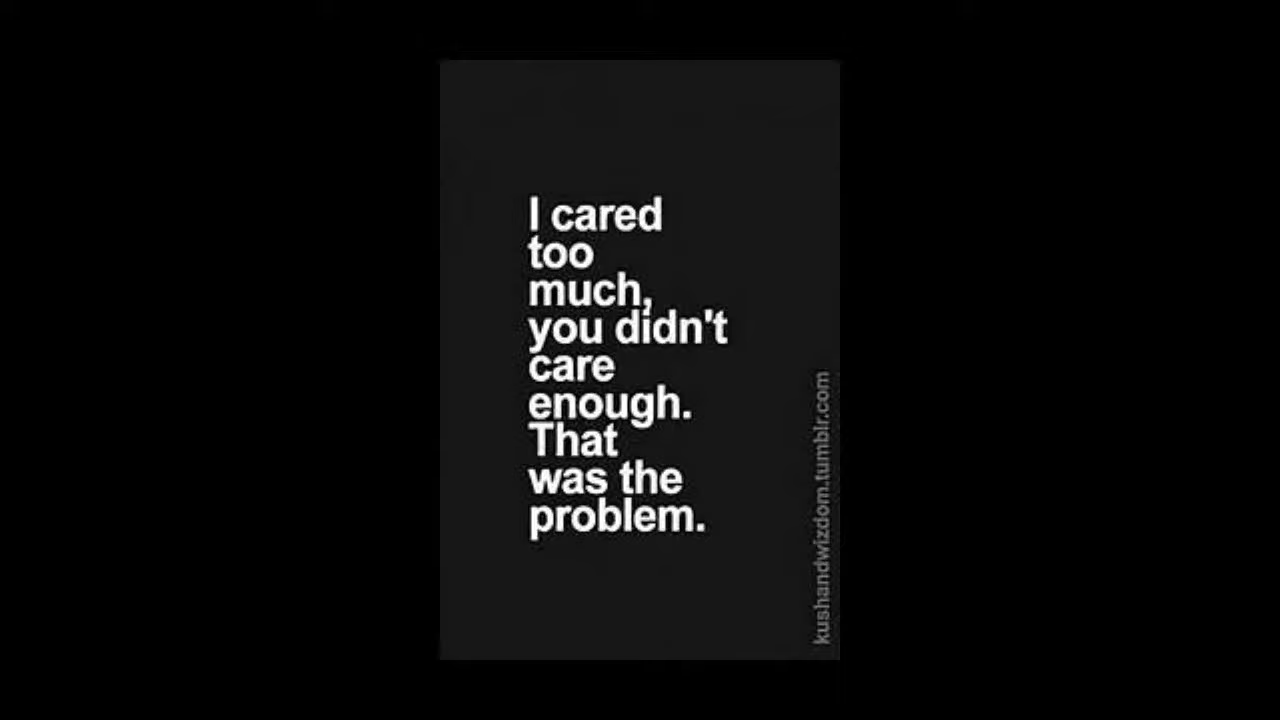 I cared
too
much,
you didn't
care
enough.
That
was the
problem.
kushandwizdom.tumblr.com